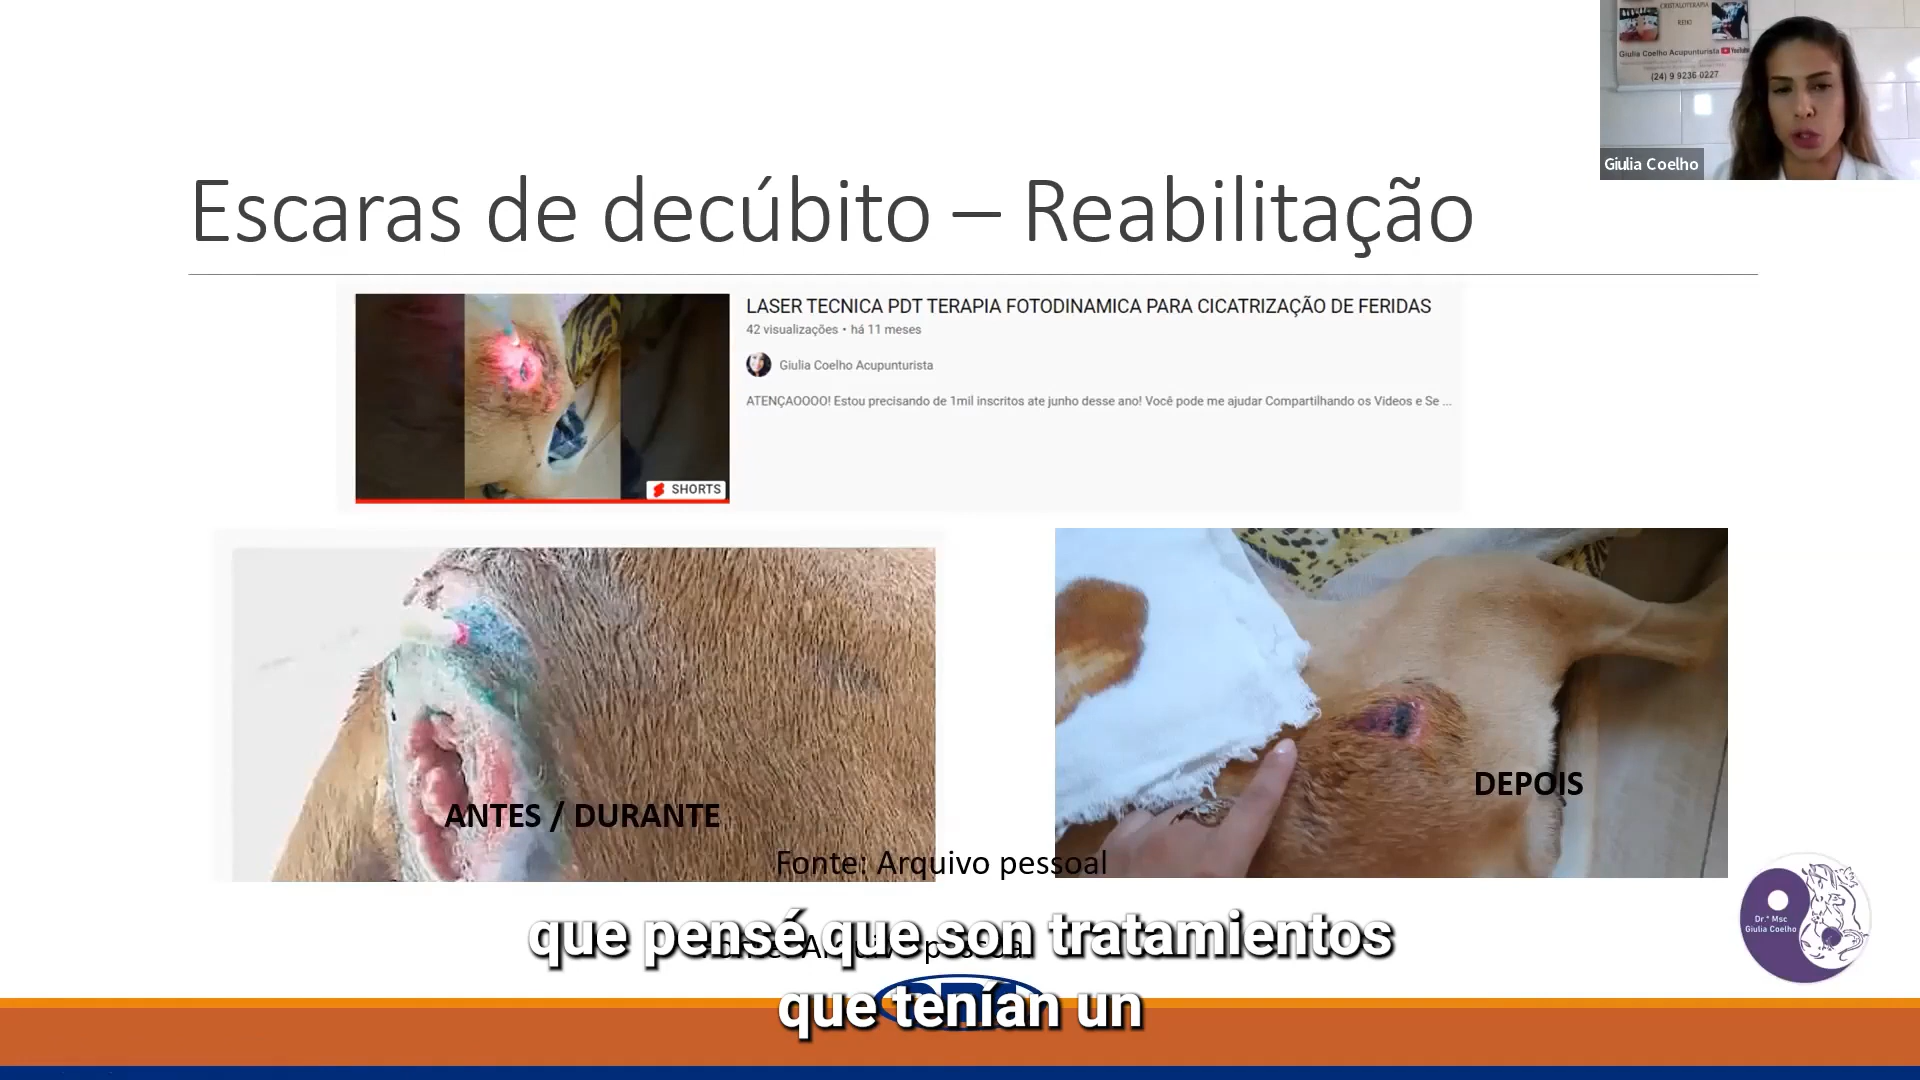 CRISTALOTERAPIA
REIKI
Giulia Coelho Acupunturista YouTube
(24) 9 9236 0227
Giulia Coelho
Escaras de decúbito – Reabilitação
LASER TECNICA PDT TERAPIA FOTODINAMICA PARA CICATRIZAÇÃO DE FERIDAS
42 visualizações • há 11 meses
Giulia Coelho Acupunturista
ATENÇAOOOO! Estou precisando de 1mil inscritos ate junho desse ano! Você pode me ajudar Compartilhando os Videos e Se ...
SHORTS
ANTES / DURANTE
DEPOIS
Fonte: Arquivo pessoal
Dr.ª Msc
Giulia Coelho
que pensé que son tratamientos
que tenían un